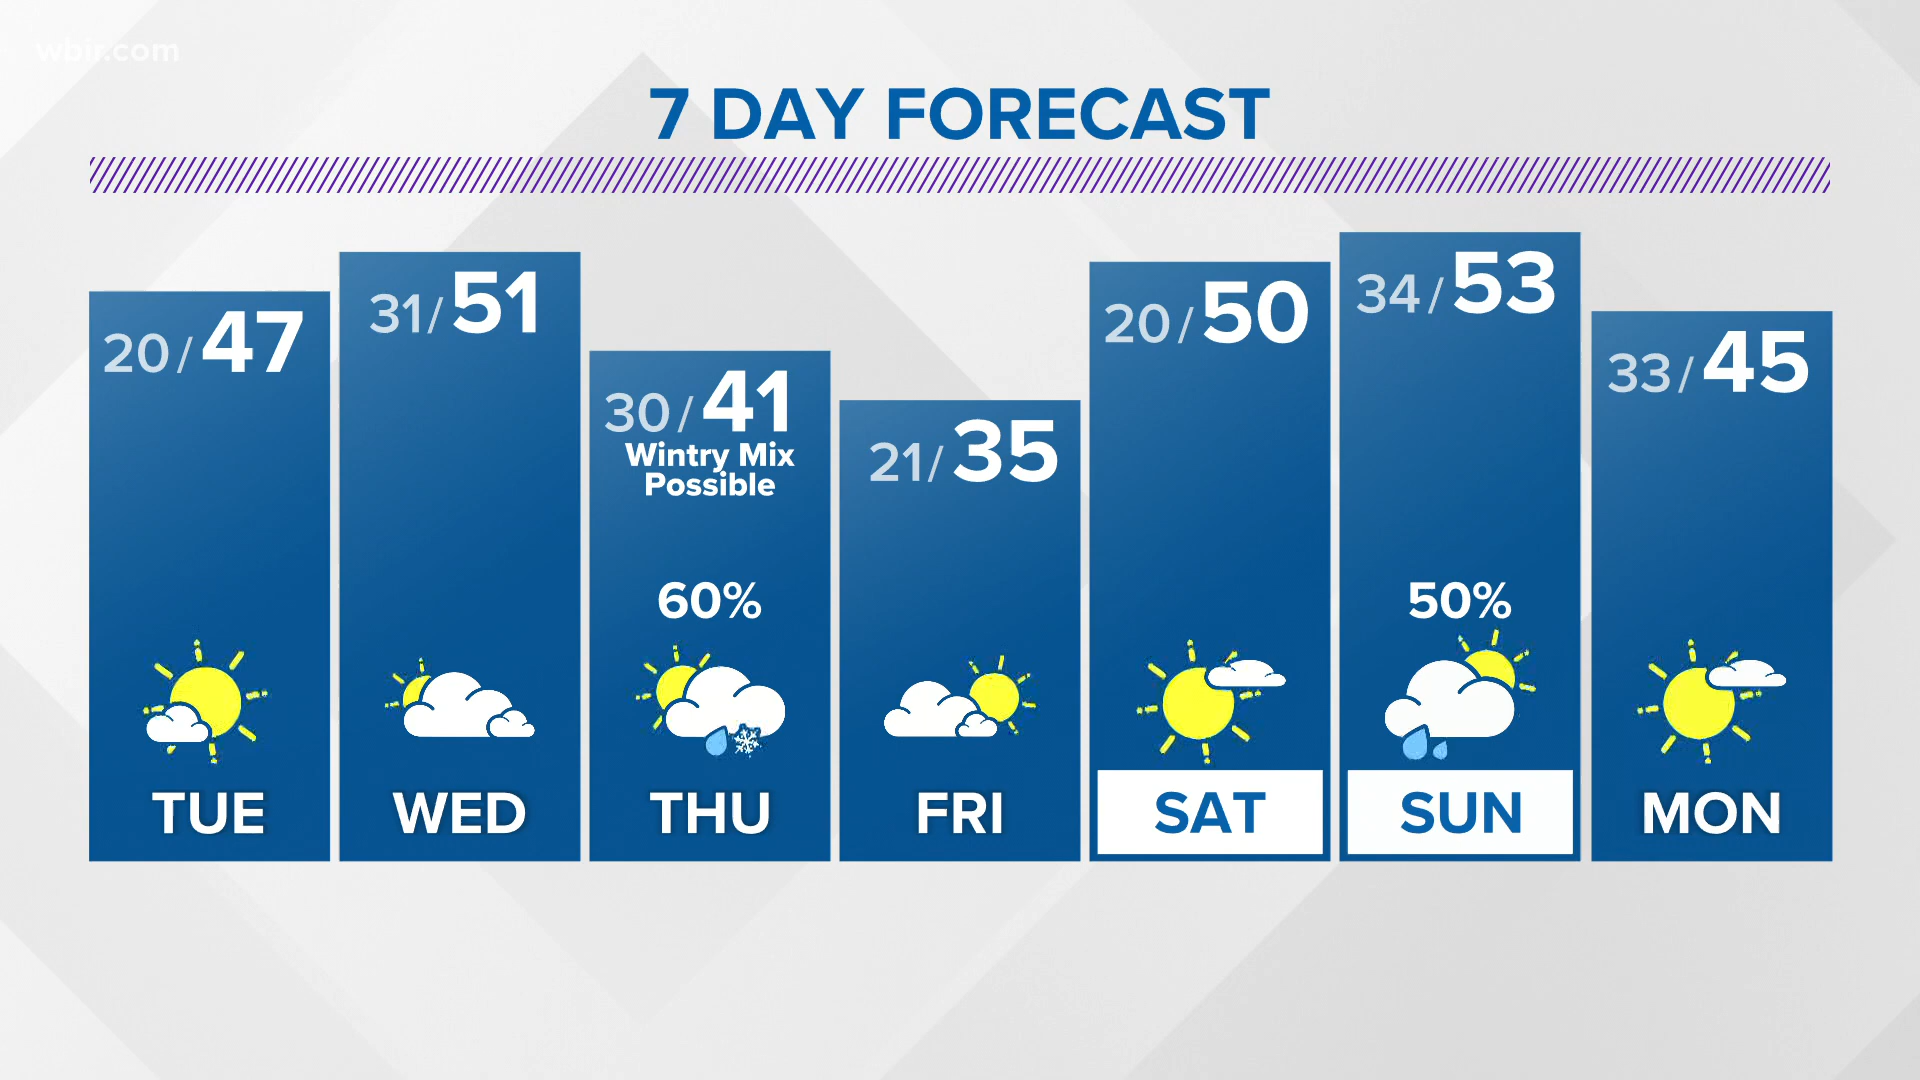 wbir.com
7 DAY FORECAST
20/47
31/51
30/41
Wintry Mix
Possible
21/35
20/50
34/53
33/45
60%
50%
TUE
WED
THU
FRI
SAT
SUN
MON